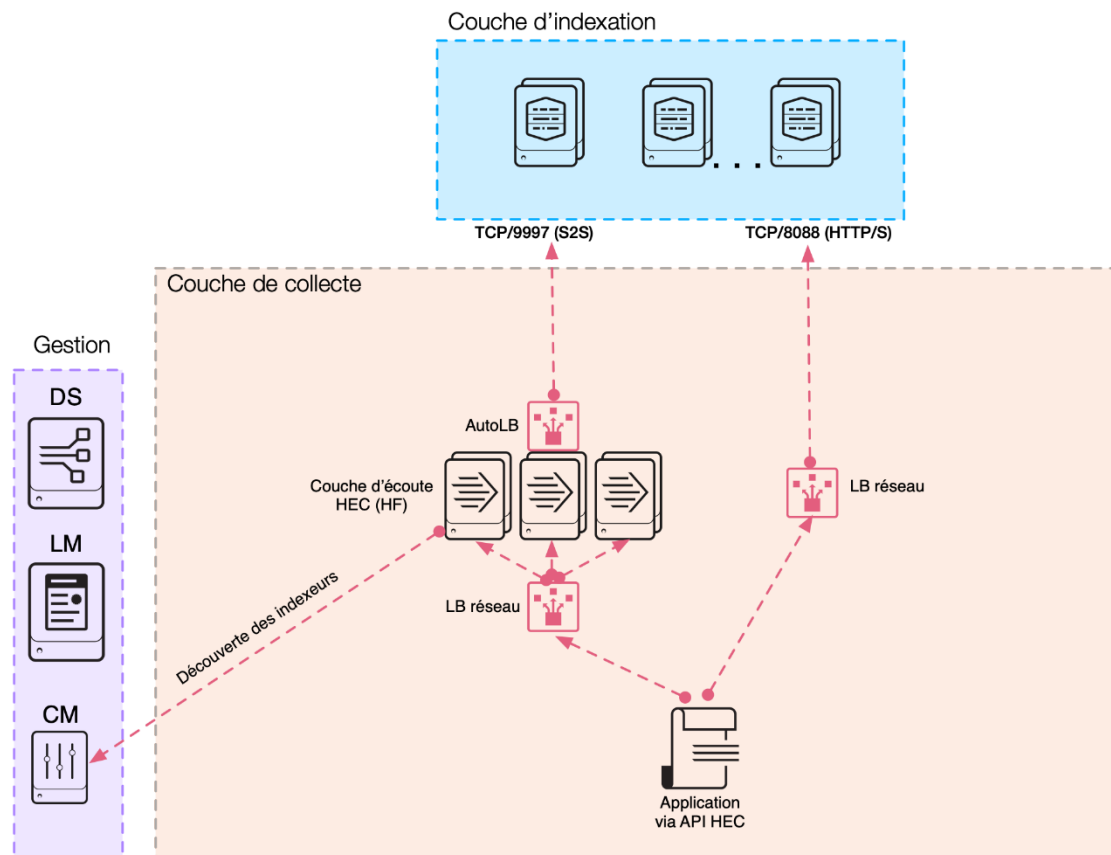 Couche d’indexation
TCP/9997 (S2S)
TCP/8088 (HTTP/S)
Couche de collecte
Gestion
DS
AutoLB
Couche d’écoute
HEC (HF)
LB réseau
LM
Découverte des indexeurs
LB réseau
CM
Application
via API HEC